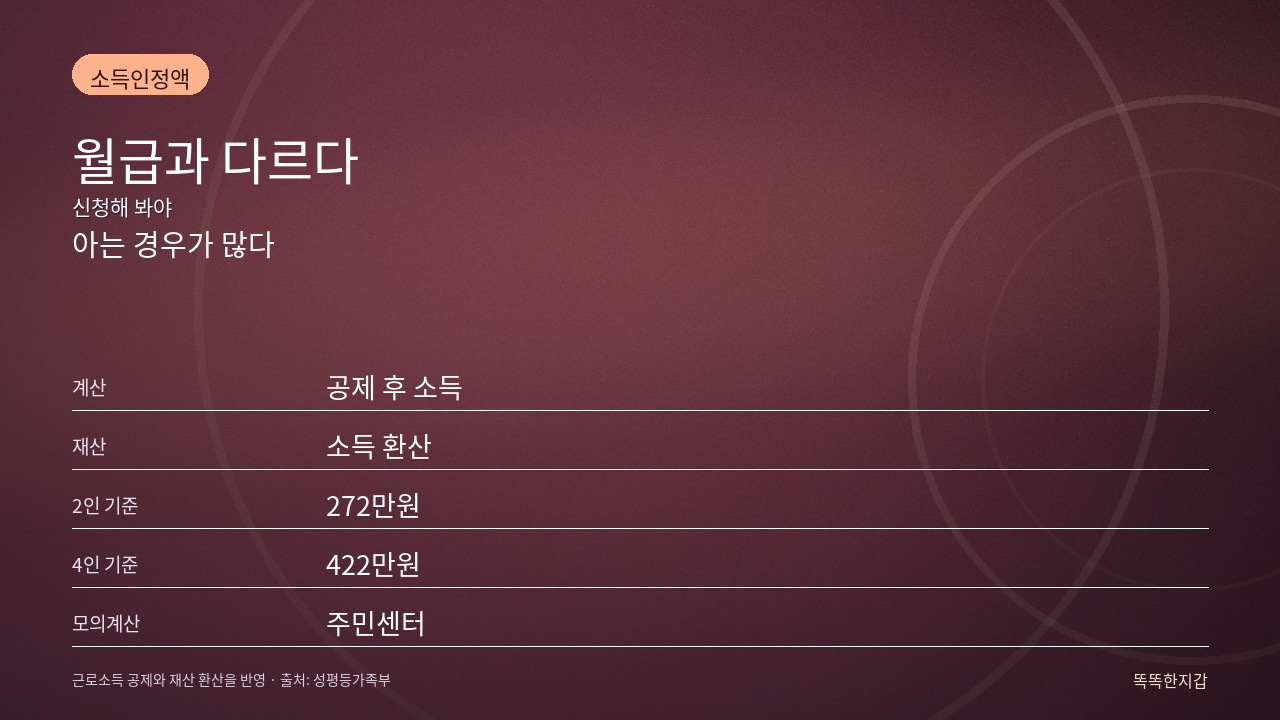 소득인정액
월급과 다르다
신청해 봐야
아는 경우가 많다
계산 공제 후 소득
재산 소득 환산
2인 기준 272만원
4인 기준 422만원
모의계산 주민센터
근로소득 공제와 재산 환산을 반영 · 출처: 성평등가족부
똑똑한지갑